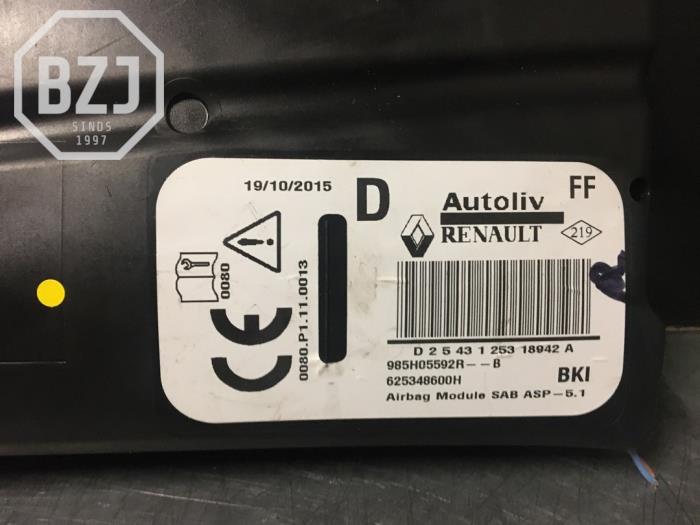 BZJ
SINDS
1997
19/10/2015
D
Autoliv
FF
RENAULT
219
0080
0080.P1.11.0013
CE
D 2 5 43 1 253 18942 A
985H05592R--B
625348600H
BKI
Airbag Module SAB ASP-5.1